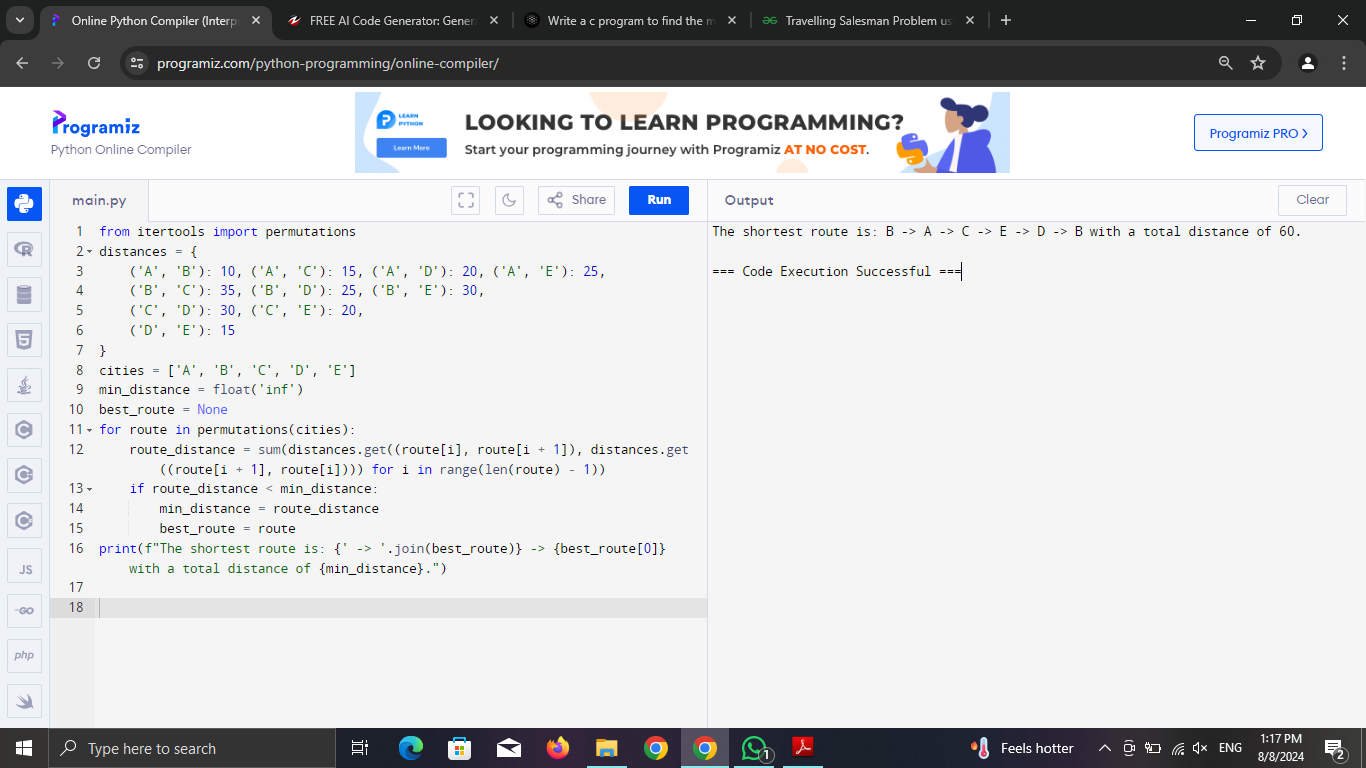 Online Python Compiler (Interp
FREE AI Code Generator: Gener
Write a c program to find the m
Travelling Salesman Problem us
programiz.com/python-programming/online-compiler/
Programiz
Python Online Compiler
LEARN
PYTHON
Learn More
LOOKING TO LEARN PROGRAMMING?
Start your programming journey with Programiz AT NO COST.
Programiz PRO >
main.py
Share
Run
Output
Clear
1 from itertools import permutations
2 distances = {
3 ('A', 'B'): 10, ('A', 'C'): 15, ('A', 'D'): 20, ('A', 'E'): 25,
4 ('B', 'C'): 35, ('B', 'D'): 25, ('B', 'E'): 30,
5 ('C', 'D'): 30, ('C', 'E'): 20,
6 ('D', 'E'): 15
7 }
8 cities = ['A', 'B', 'C', 'D', 'E']
9 min_distance = float('inf')
10 best_route = None
11 for route in permutations(cities):
12 route_distance = sum(distances.get((route[i], route[i + 1]), distances.get
((route[i + 1], route[i]))) for i in range(len(route) - 1))
13 if route_distance < min_distance:
14 min_distance = route_distance
15 best_route = route
16 print(f"The shortest route is: {' -> '.join(best_route)} -> {best_route[0]}
with a total distance of {min_distance}.")
17
18
The shortest route is: B -> A -> C -> E -> D -> B with a total distance of 60.
=== Code Execution Successful ===
JS
GO
php
Type here to search
1
Feels hotter
ENG
1:17 PM
8/8/2024
2